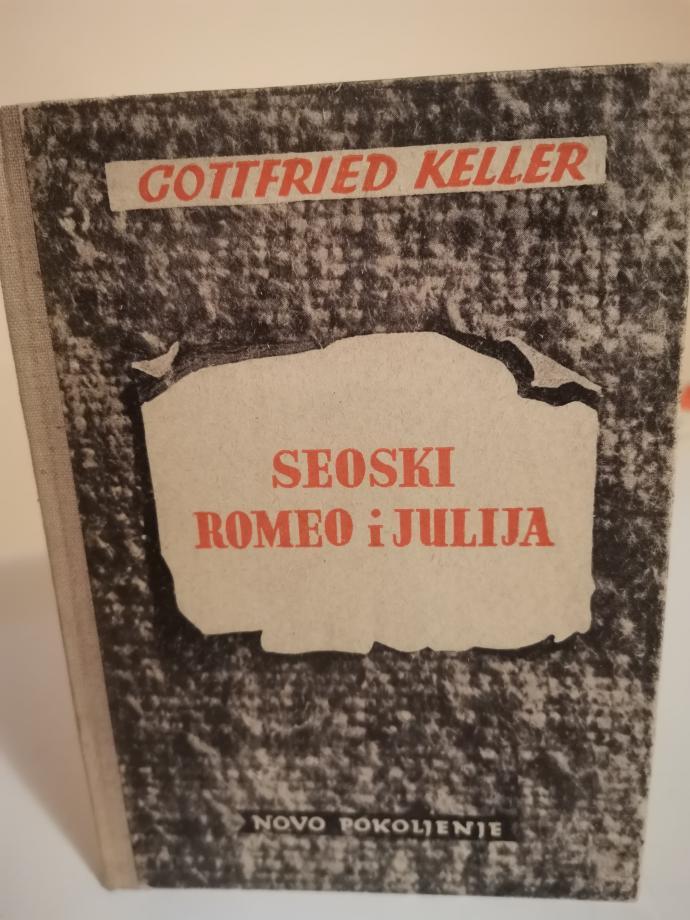 GOTTFRIED KELLER
SEOSKI
ROMEO i JULIJA
NOVO POKOLJENJE